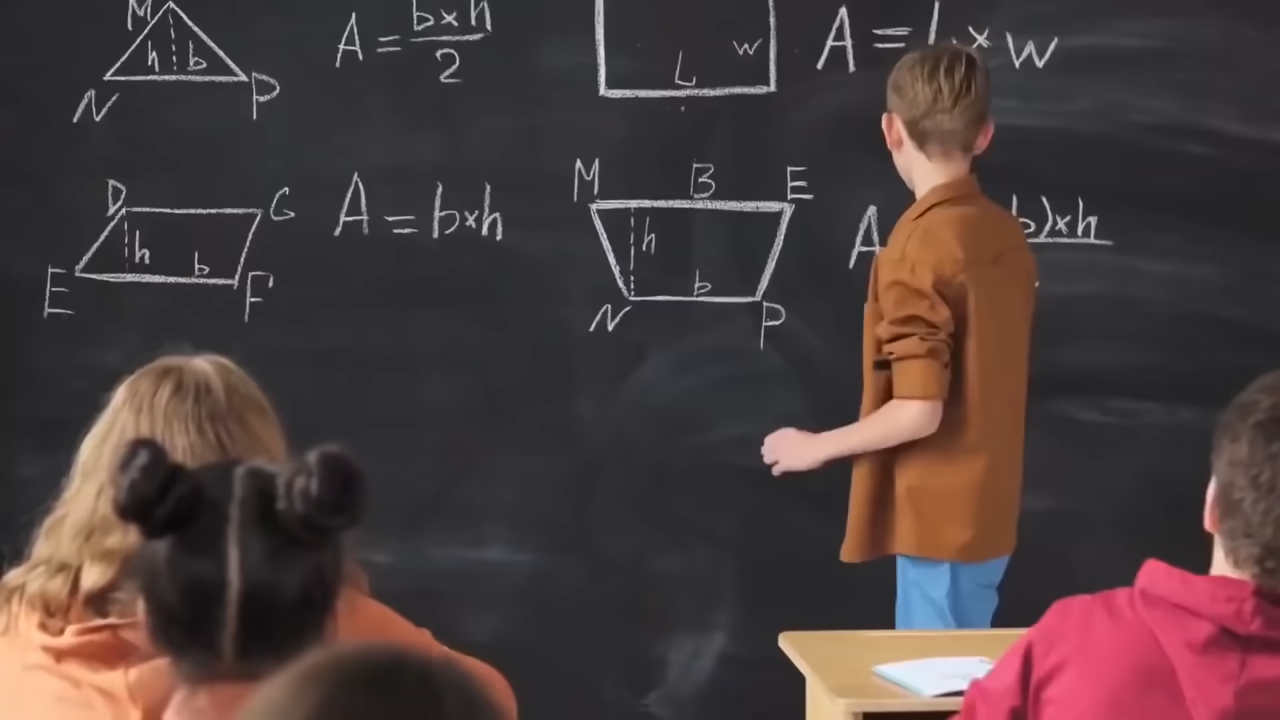 M
h b
N P
A = b×h
2
w
L
A = L × w
D G
h
b
E F
A = b×h
M B E
h
b
N P
A b)×h